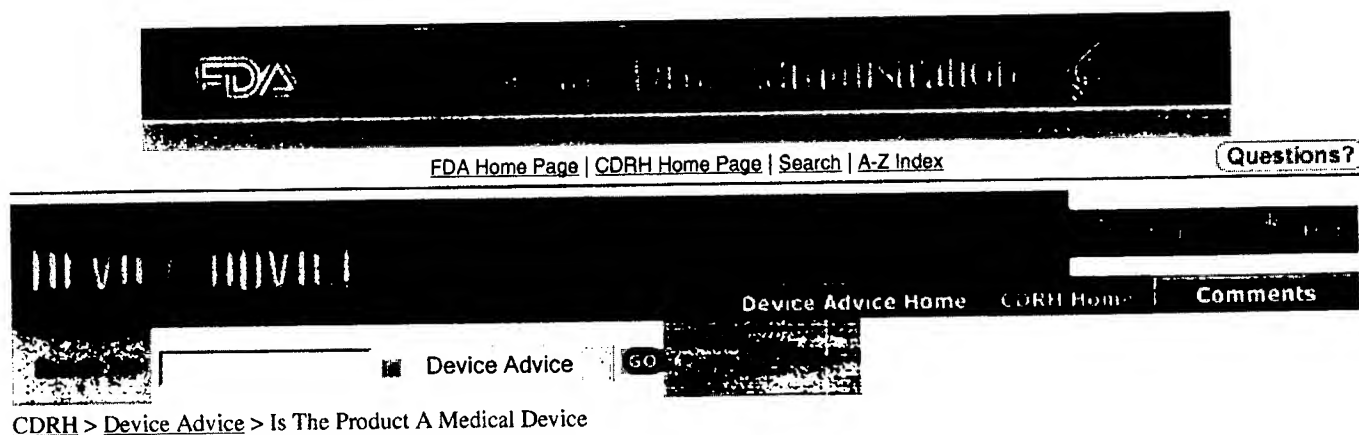 FDA
FDA Home Page | CDRH Home Page | Search | A-Z Index
Questions?
Device Advice Home CDRH Home Comments
Device Advice GO
CDRH > Device Advice > Is The Product A Medical Device